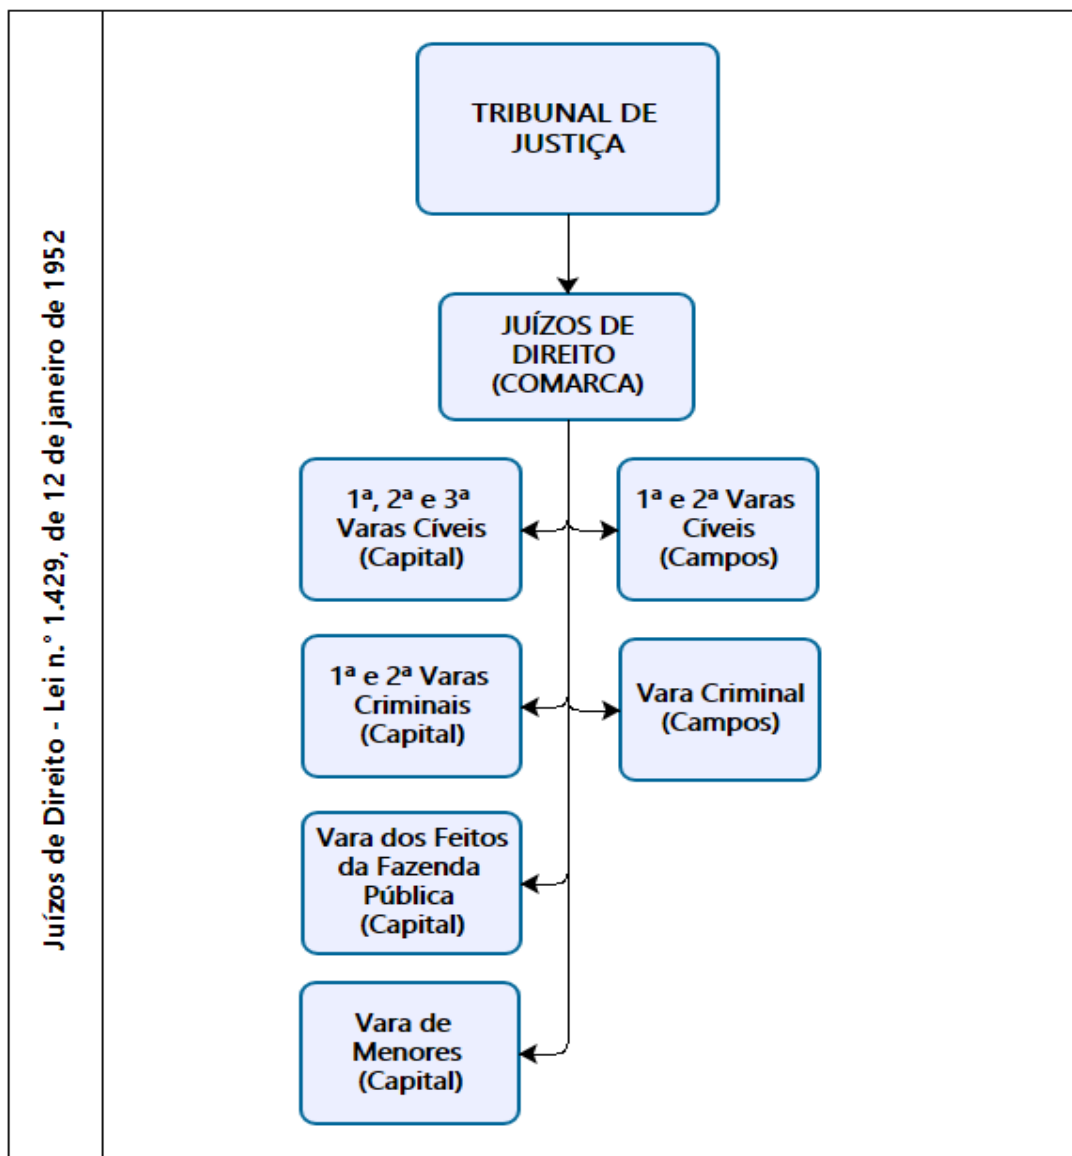 Juízos de Direito - Lei n.° 1.429, de 12 de janeiro de 1952
TRIBUNAL DE
JUSTIÇA
JUÍZOS DE
DIREITO
(COMARCA)
1ª, 2ª e 3ª
Varas Cíveis
(Capital)
1ª e 2ª Varas
Cíveis
(Campos)
1ª e 2ª Varas
Criminais
(Capital)
Vara Criminal
(Campos)
Vara dos Feitos
da Fazenda
Pública
(Capital)
Vara de
Menores
(Capital)